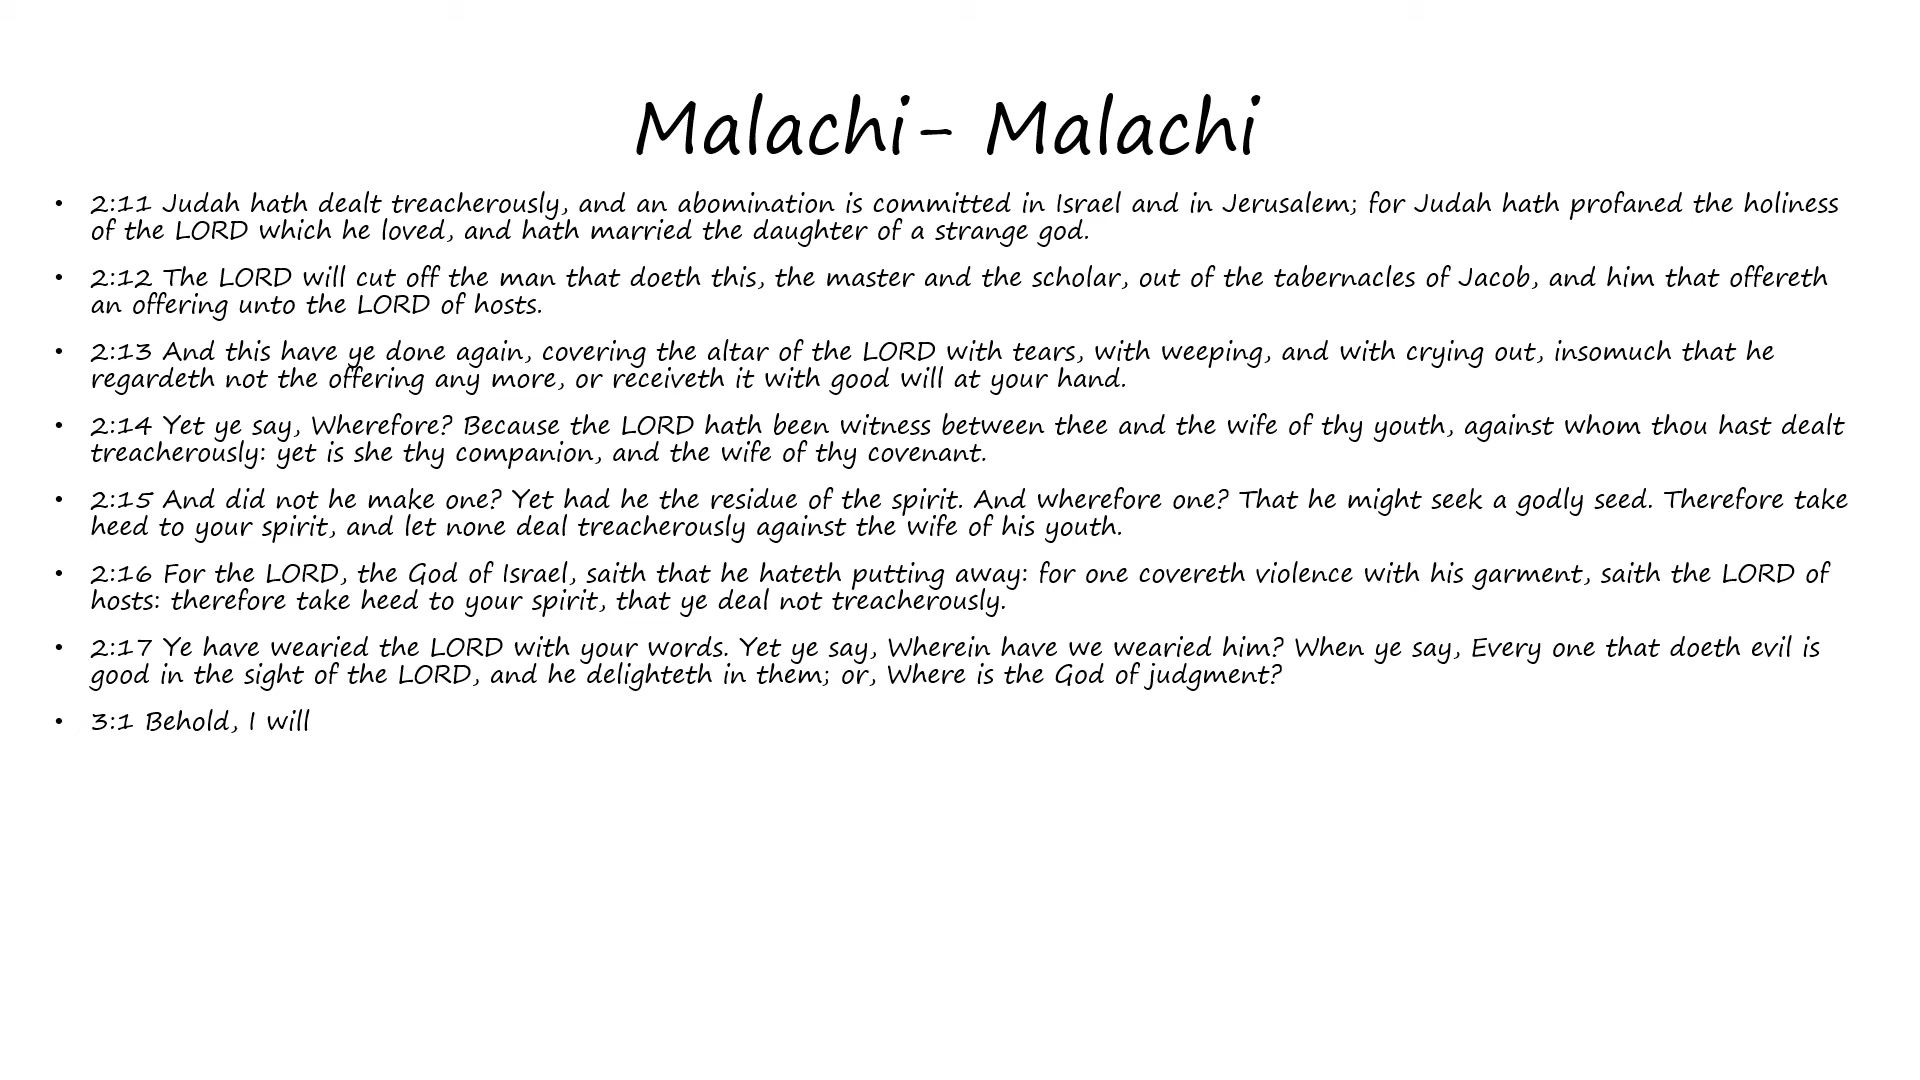 Malachi- Malachi
• 2:11 Judah hath dealt treacherously, and an abomination is committed in Israel and in Jerusalem; for Judah hath profaned the holiness
of the LORD which he loved, and hath married the daughter of a strange god.
• 2:12 The LORD will cut off the man that doeth this, the master and the scholar, out of the tabernacles of Jacob, and him that offereth
an offering unto the LORD of hosts.
• 2:13 And this have ye done again, covering the altar of the LORD with tears, with weeping, and with crying out, insomuch that he
regardeth not the offering any more, or receiveth it with good will at your hand.
• 2:14 Yet ye say, Wherefore? Because the LORD hath been witness between thee and the wife of thy youth, against whom thou hast dealt
treacherously: yet is she thy companion, and the wife of thy covenant.
• 2:15 And did not he make one? Yet had he the residue of the spirit. And wherefore one? That he might seek a godly seed. Therefore take
heed to your spirit, and let none deal treacherously against the wife of his youth.
• 2:16 For the LORD, the God of Israel, saith that he hateth putting away: for one covereth violence with his garment, saith the LORD of
hosts: therefore take heed to your spirit, that ye deal not treacherously.
• 2:17 Ye have wearied the LORD with your words. Yet ye say, Wherein have we wearied him? When ye say, Every one that doeth evil is
good in the sight of the LORD, and he delighteth in them; or, Where is the God of judgment?
• 3:1 Behold, I will